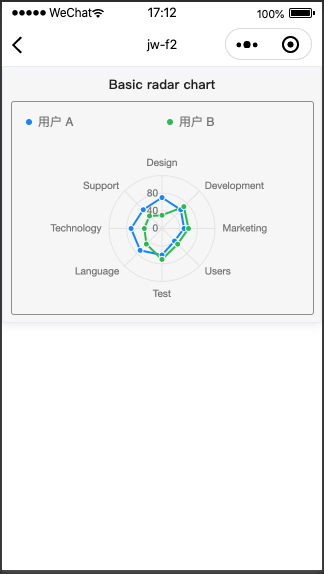 WeChat 17:12 100%
jw-f2
Basic radar chart
用户 A 用户 B
Design
Support Development
80
40
Technology 0 Marketing
Language Users
Test